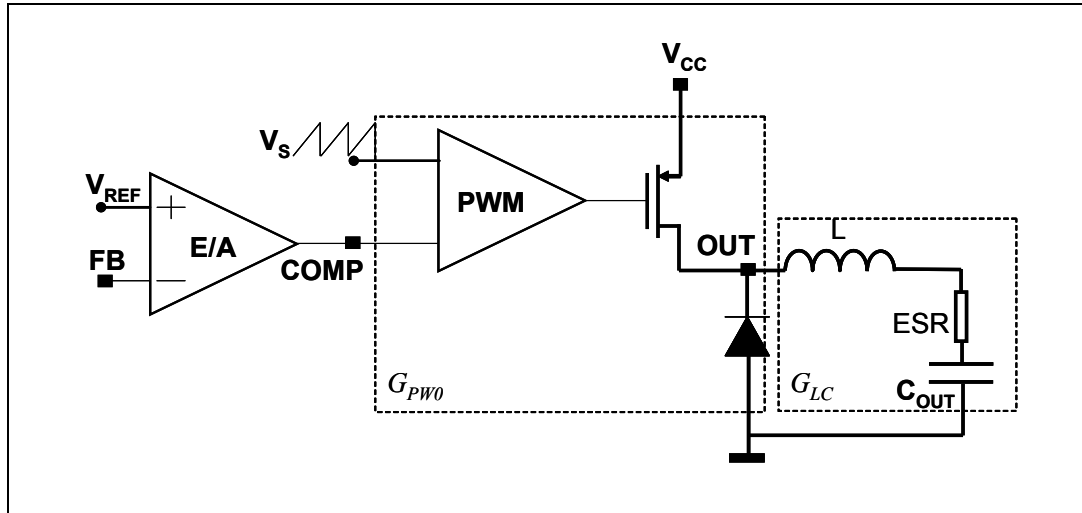 V_CC
V_S
V_REF
PWM
E/A
+
−
FB
COMP
OUT
L
ESR
C_OUT
G_PW0
G_LC